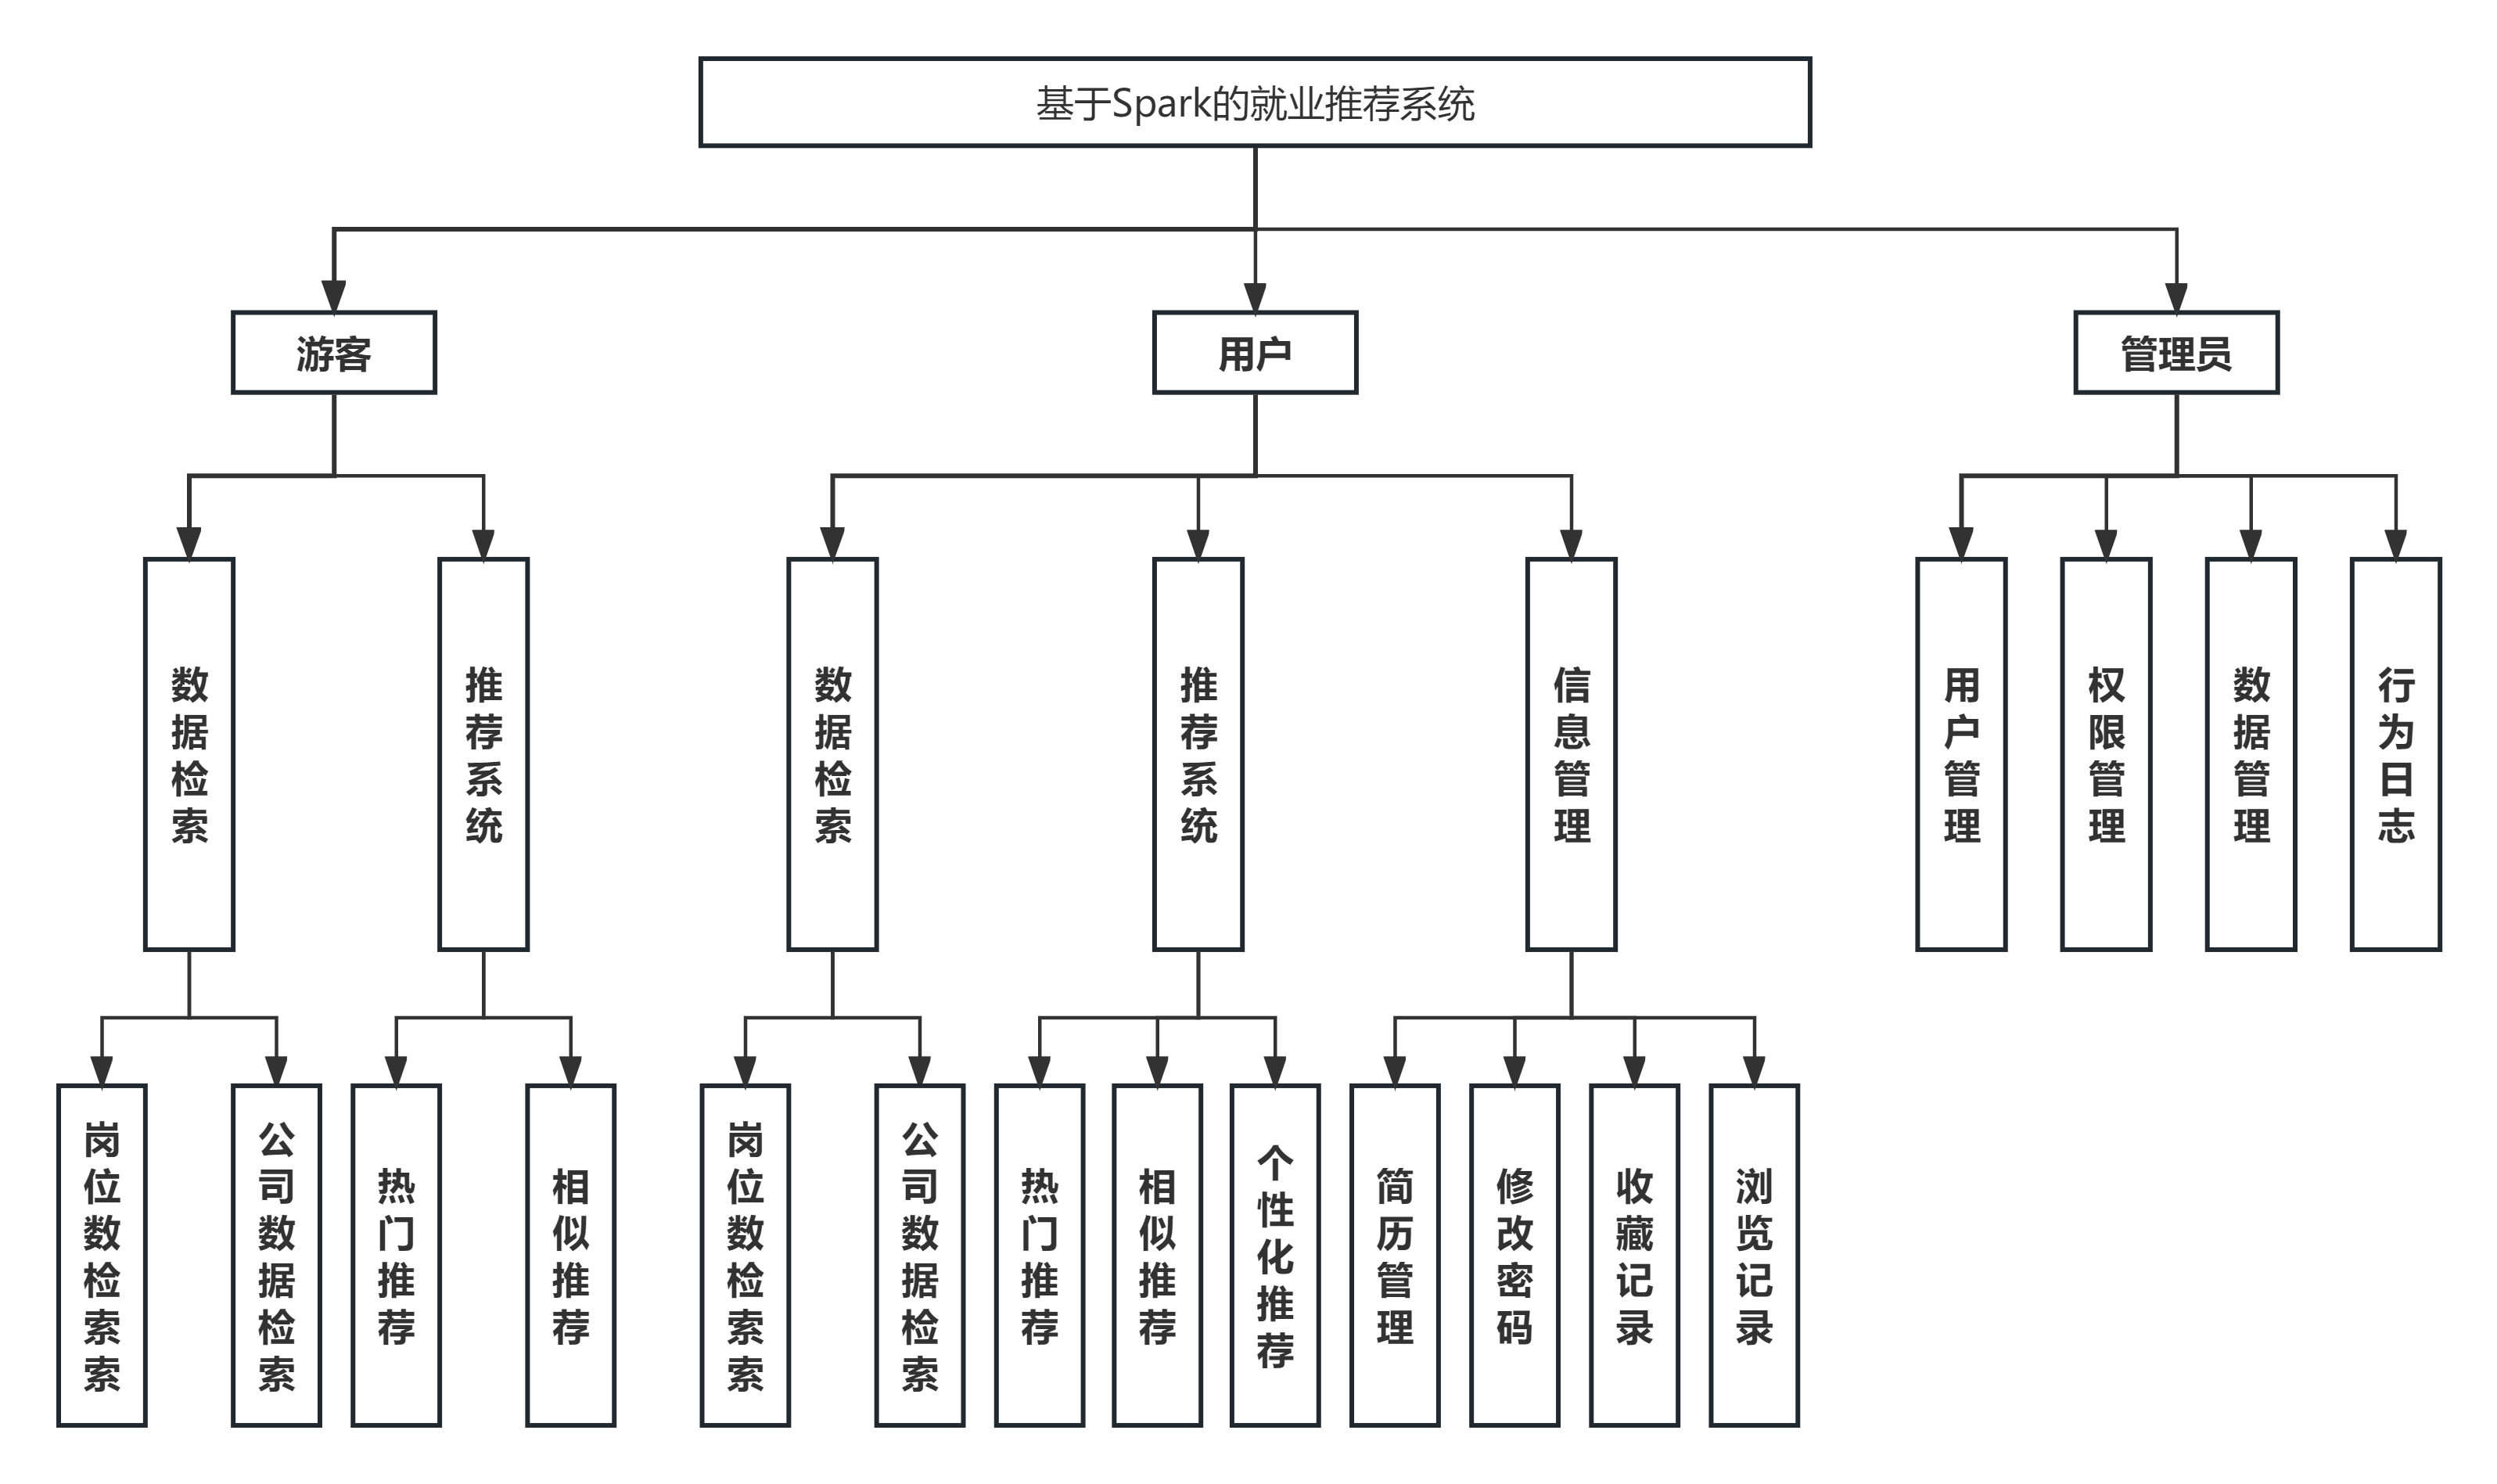 基于Spark的就业推荐系统
游客
用户
管理员
数据检索
推荐系统
数据检索
推荐系统
信息管理
用户管理
权限管理
数据管理
行为日志
岗位数检索索
公司数据检索
热门推荐
相似推荐
岗位数检索索
公司数据检索
热门推荐
相似推荐
个性化推荐
简历管理
修改密码
收藏记录
浏览记录